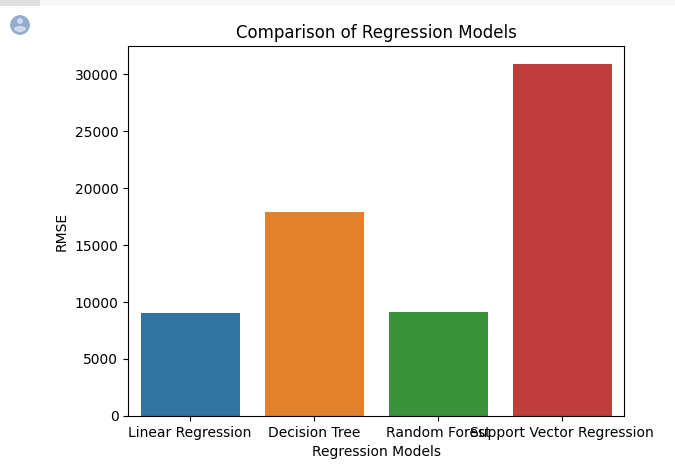 Comparison of Regression Models
30000
25000
20000
15000
10000
5000
0
RMSE
Linear Regression
Decision Tree
Random Forest
Support Vector Regression
Regression Models